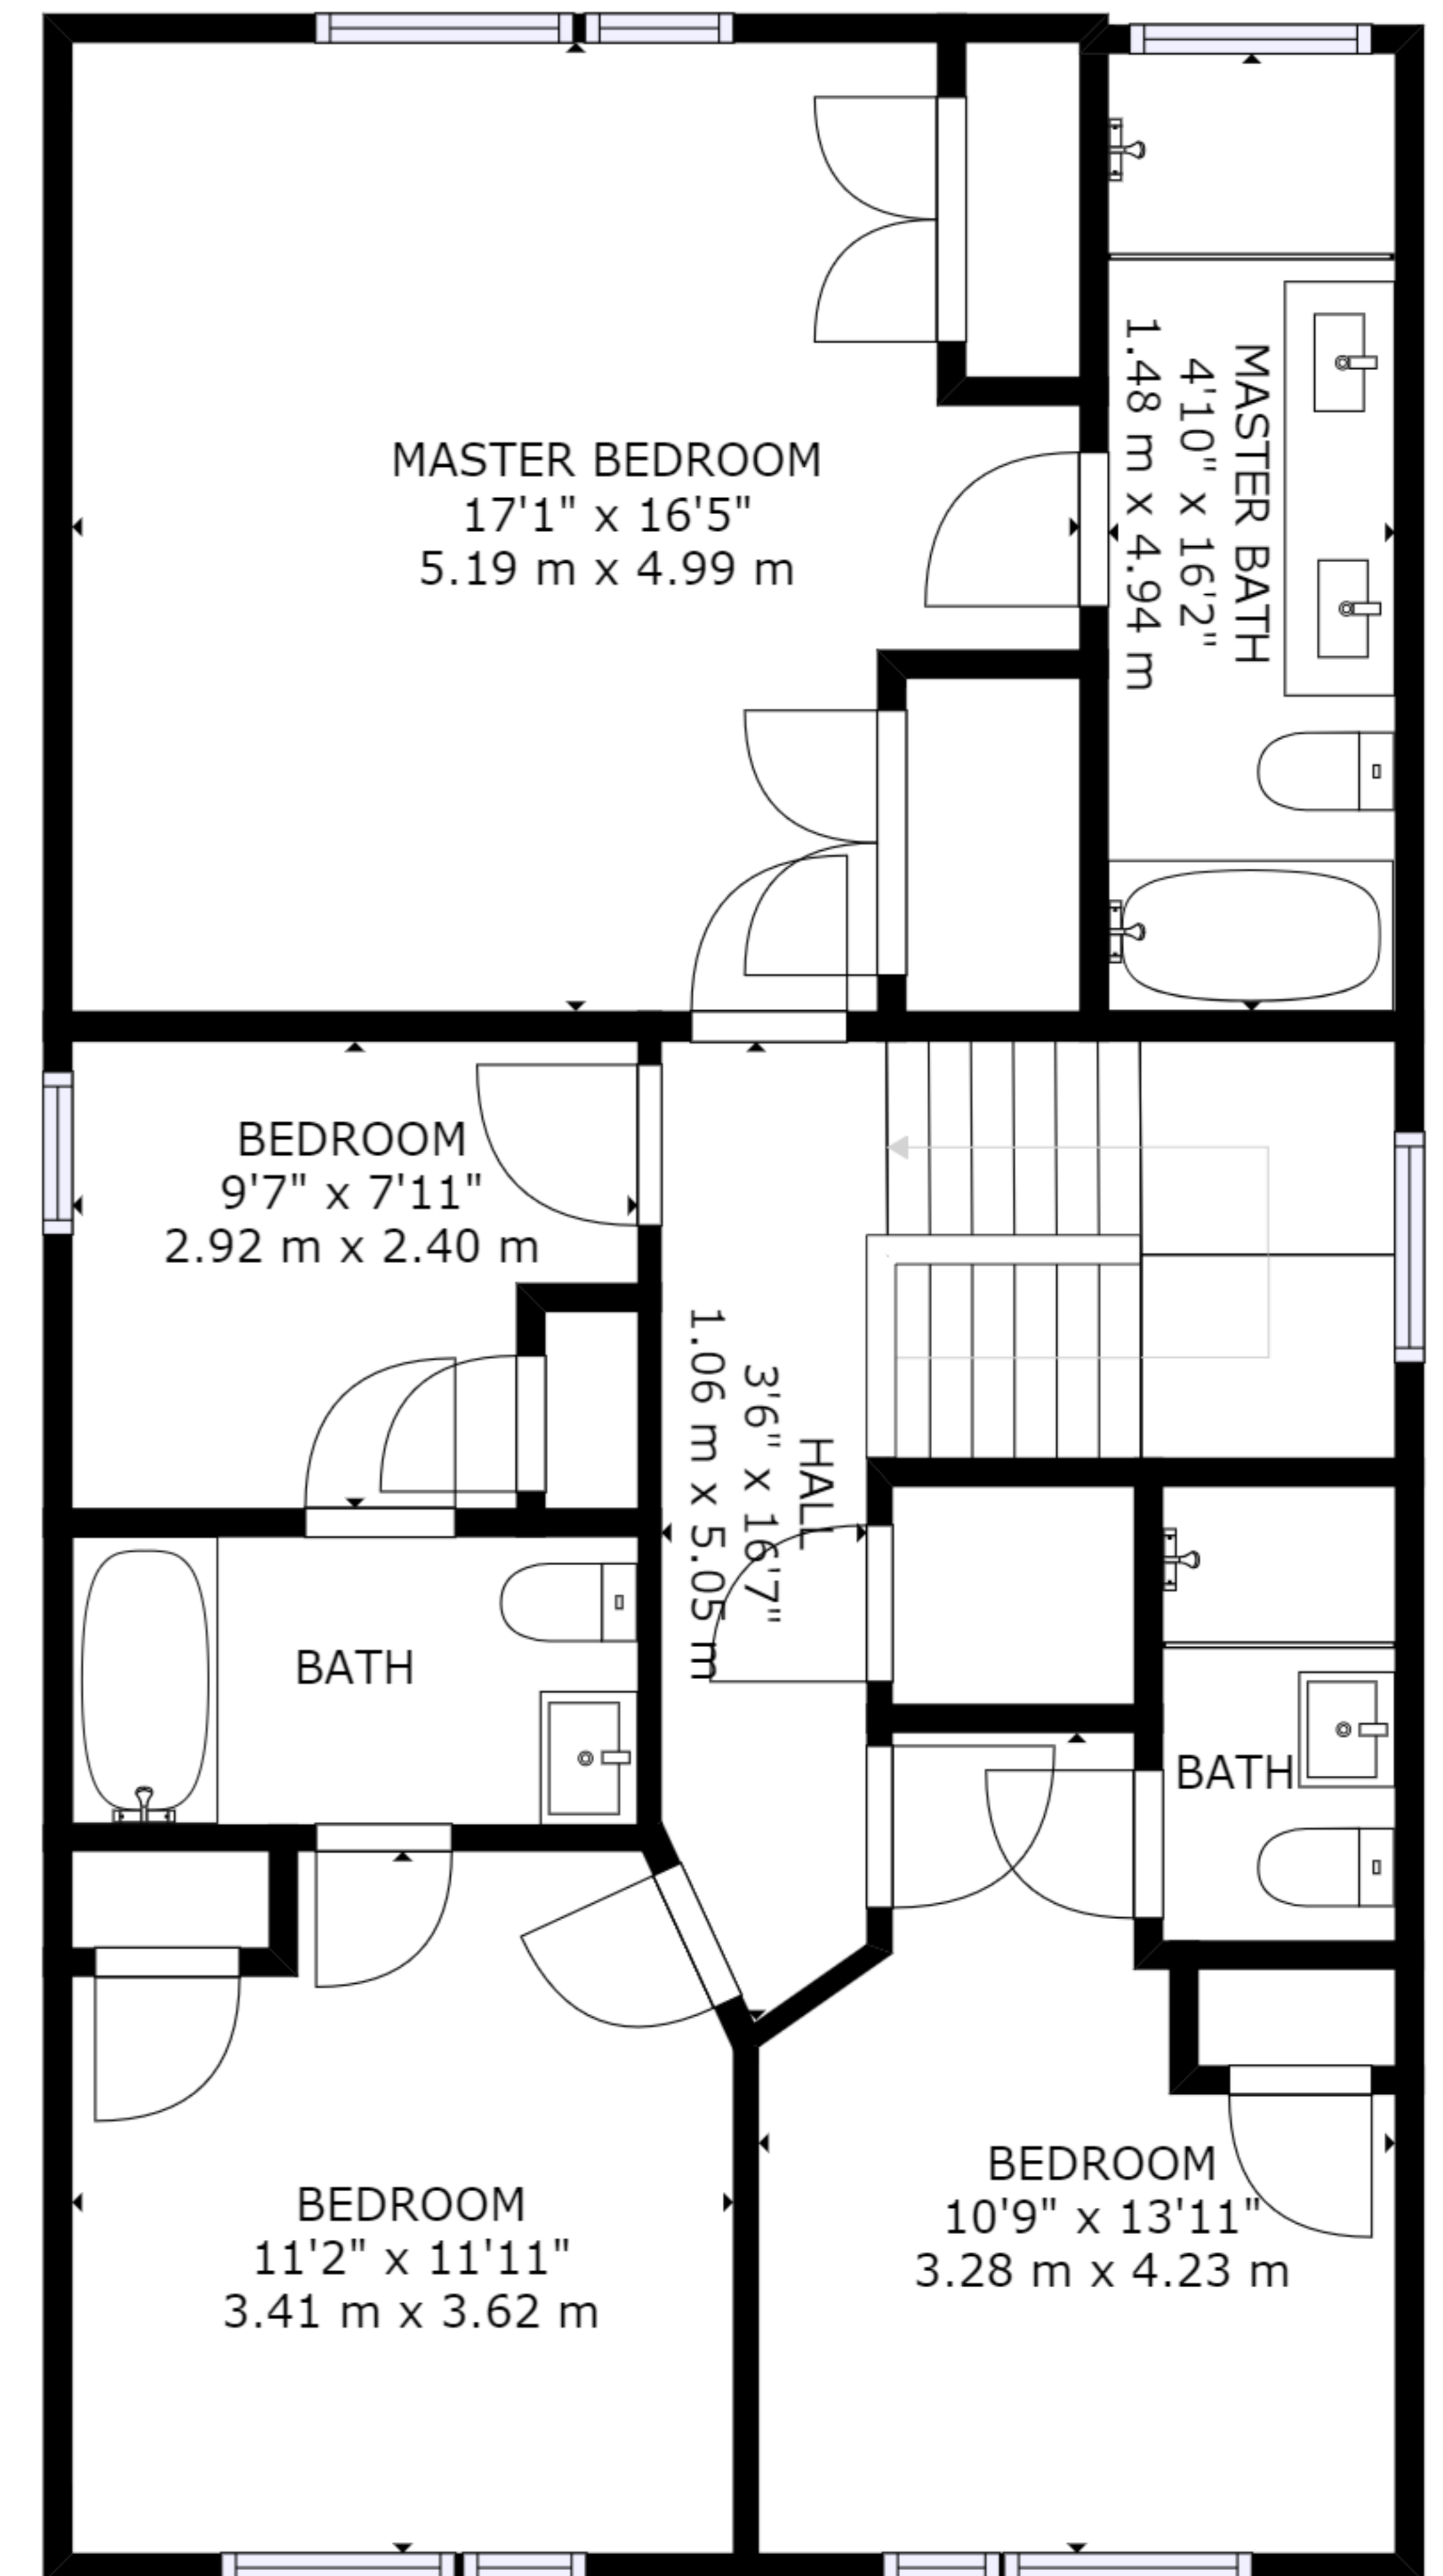 MASTER BEDROOM
17'1" x 16'5"
5.19 m x 4.99 m
MASTER BATH
4'10" x 16'2"
1.48 m x 4.94 m
BEDROOM
9'7" x 7'11"
2.92 m x 2.40 m
HALL
3'6" x 16'7"
1.06 m x 5.05 m
BATH
BATH
BEDROOM
11'2" x 11'11"
3.41 m x 3.62 m
BEDROOM
10'9" x 13'11"
3.28 m x 4.23 m